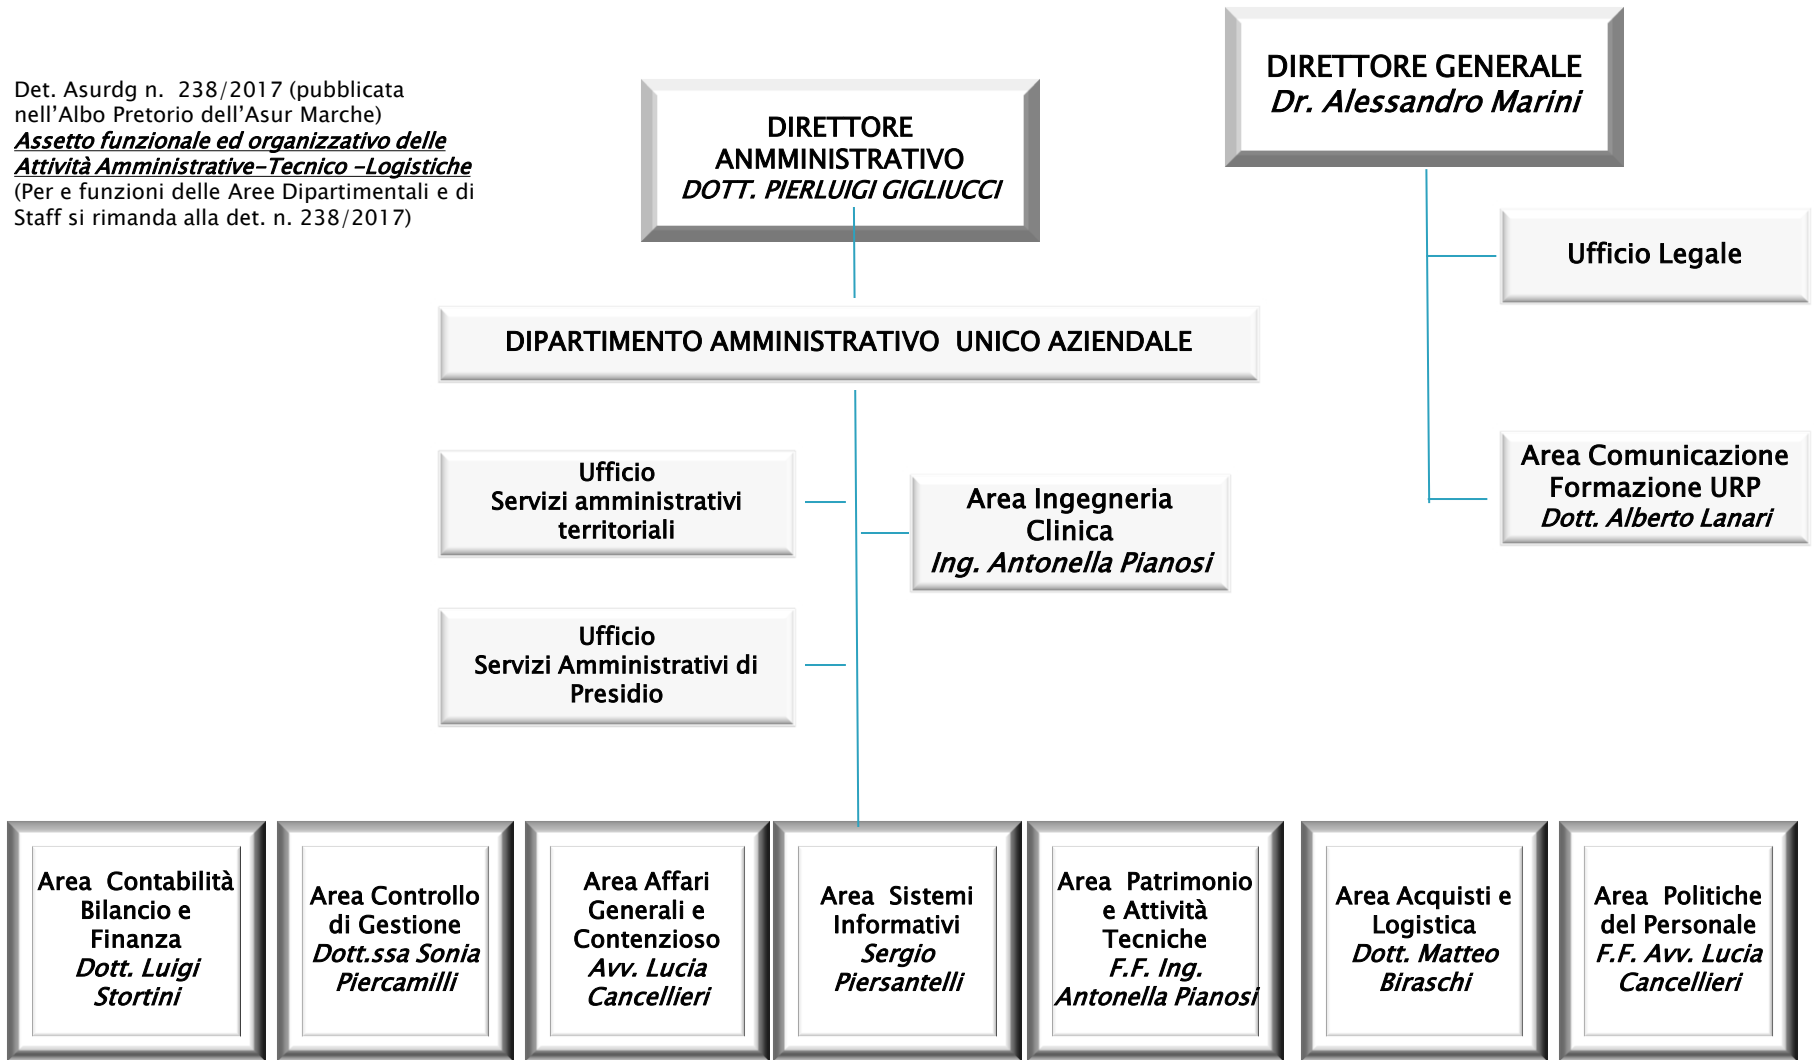 Det. Asurdg n.  238/2017 (pubblicata
nell’Albo Pretorio dell’Asur Marche)
Assetto funzionale ed organizzativo delle
Attività Amministrative-Tecnico -Logistiche
(Per e funzioni delle Aree Dipartimentali e di
Staff si rimanda alla det. n. 238/2017)
DIRETTORE
ANMMINISTRATIVO
DOTT. PIERLUIGI GIGLIUCCI
DIRETTORE GENERALE
Dr. Alessandro Marini
Ufficio Legale
DIPARTIMENTO AMMINISTRATIVO  UNICO AZIENDALE
Ufficio
Servizi amministrativi
territoriali
Area Ingegneria
Clinica
Ing. Antonella Pianosi
Area Comunicazione
Formazione URP
Dott. Alberto Lanari
Ufficio
Servizi Amministrativi di
Presidio
Area  Contabilità
Bilancio e
Finanza
Dott. Luigi
Stortini
Area Controllo
di Gestione
Dott.ssa Sonia
Piercamilli
Area Affari
Generali e
Contenzioso
Avv. Lucia
Cancellieri
Area  Sistemi
Informativi
Sergio
Piersantelli
Area  Patrimonio
e Attività
Tecniche
F.F. Ing.
Antonella Pianosi
Area Acquisti e
Logistica
Dott. Matteo
Biraschi
Area  Politiche
del Personale
F.F. Avv. Lucia
Cancellieri